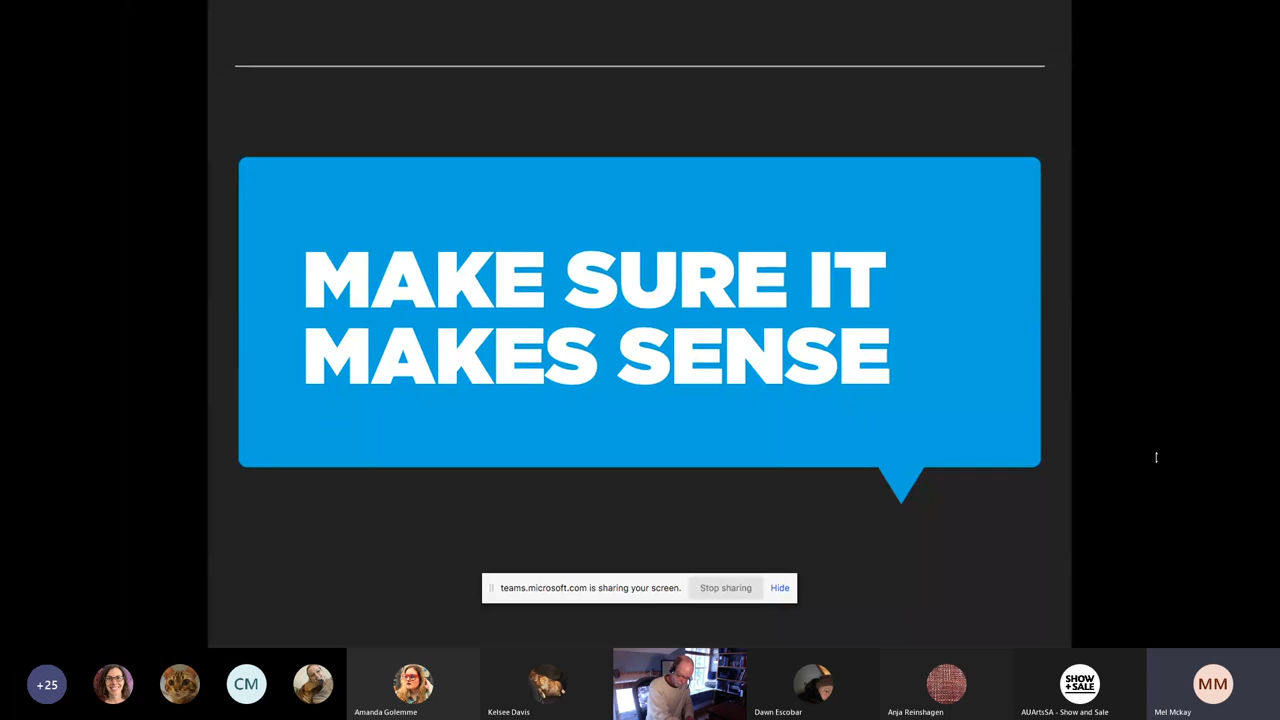 MAKE SURE IT
MAKES SENSE
teams.microsoft.com is sharing your screen. Stop sharing Hide
+25
CM
SHOW
+SALE
MM
Amanda Golemme
Kelsee Davis
Dawn Escobar
Anja Reinshagen
AUArtsSA - Show and Sale
Mel Mckay